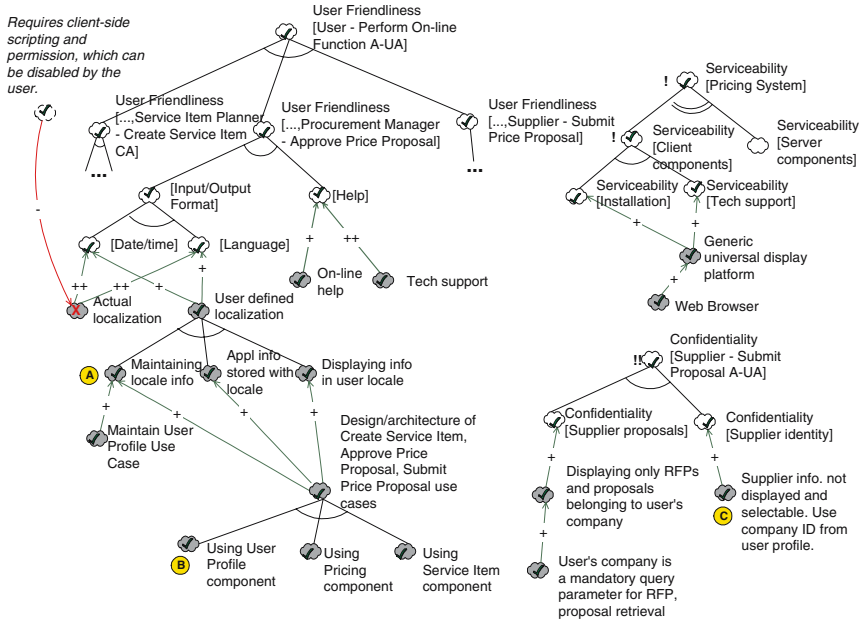 Requires client-side
scripting and
permission, which can
be disabled by the
user.
User Friendliness
[User - Perform On-line
Function A-UA]
User Friendliness
[...,Service Item Planner
- Create Service Item
CA]
...
User Friendliness
[...,Procurement Manager
- Approve Price Proposal]
User Friendliness
[...,Supplier - Submit
Price Proposal]
...
!
Serviceability
[Pricing System]
!
Serviceability
[Client
components]
Serviceability
[Server
components]
Serviceability
[Installation]
Serviceability
[Tech support]
+
+
Generic
universal display
platform
+
Web Browser
[Input/Output
Format]
[Help]
-
[Date/time]
[Language]
+
++
++
++
+
+
On-line
help
Tech support
X
Actual
localization
User defined
localization
A
Maintaining
locale info
Appl info
stored with
locale
Displaying info
in user locale
+
+
+
+
Maintain User
Profile Use
Case
Design/architecture of
Create Service Item,
Approve Price
Proposal, Submit
Price Proposal use
cases
B
Using User
Profile
component
Using
Pricing
component
Using
Service Item
component
!!
Confidentiality
[Supplier - Submit
Proposal A-UA]
Confidentiality
[Supplier proposals]
Confidentiality
[Supplier identity]
+
+
Displaying only RFPs
and proposals
belonging to user's
company
C
Supplier info. not
displayed and
selectable. Use
company ID from
user profile.
+
User's company is
a mandatory query
parameter for RFP,
proposal retrieval